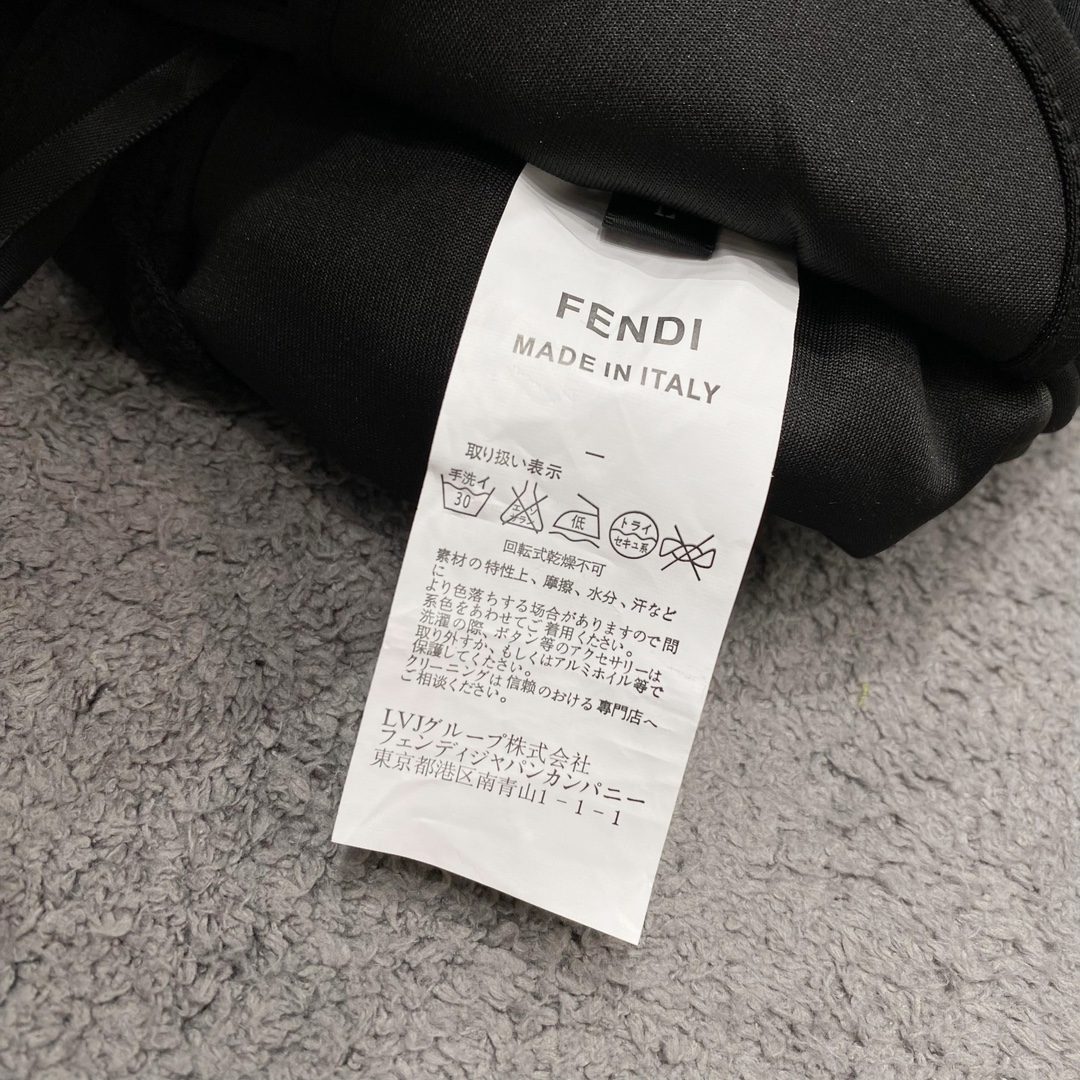 FENDI
MADE IN ITALY
取り扱い表示
手洗イ
30
エンソ
低
ドライ
セキユ系
回転式乾燥不可
素材の特性上、摩擦、水分、汗など
に
より色落ちする場合がありますので問
系色をあわせてご着用ください。
洗濯の際、ボタン等のアクセサリーは
取り外すか、もしくはアルミホイル等で
保護してください。
クリーニングは信頼のおける専門店へ
ご相談ください。
LVJグループ株式会社
フェンディジャパンカンパニー
東京都港区南青山1-1-1